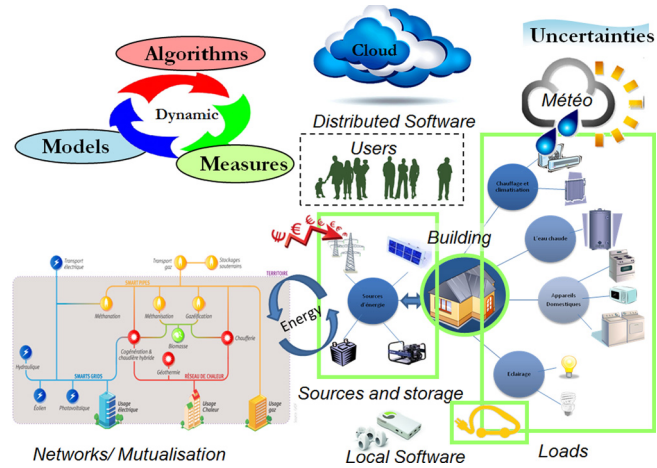 Algorithms
Dynamic
Models
Measures
Cloud
Distributed Software
Users
Uncertainties
Météo
Chauffage et
climatisation
L'eau chaude
Appareils
Domestiques
Eclairage
Building
Sources
d'énergie
Energy
Sources and storage
Local Software
Loads
Transport
électrique
Transport
gaz
Stockages
souterrains
TERRITOIRE
SMART PIPES
Méthanation
Méthanisation
Gazéification
Biomasse
Cogénération &
chaudière hybride
Chaufferie
Géothermie
Hydraulique
SMARTS GRIDS
RÉSEAU DE CHALEUR
Éolien
Photovoltaïque
Usage
électrique
Usage
Chaleur
Usage
gaz
Networks/ Mutualisation